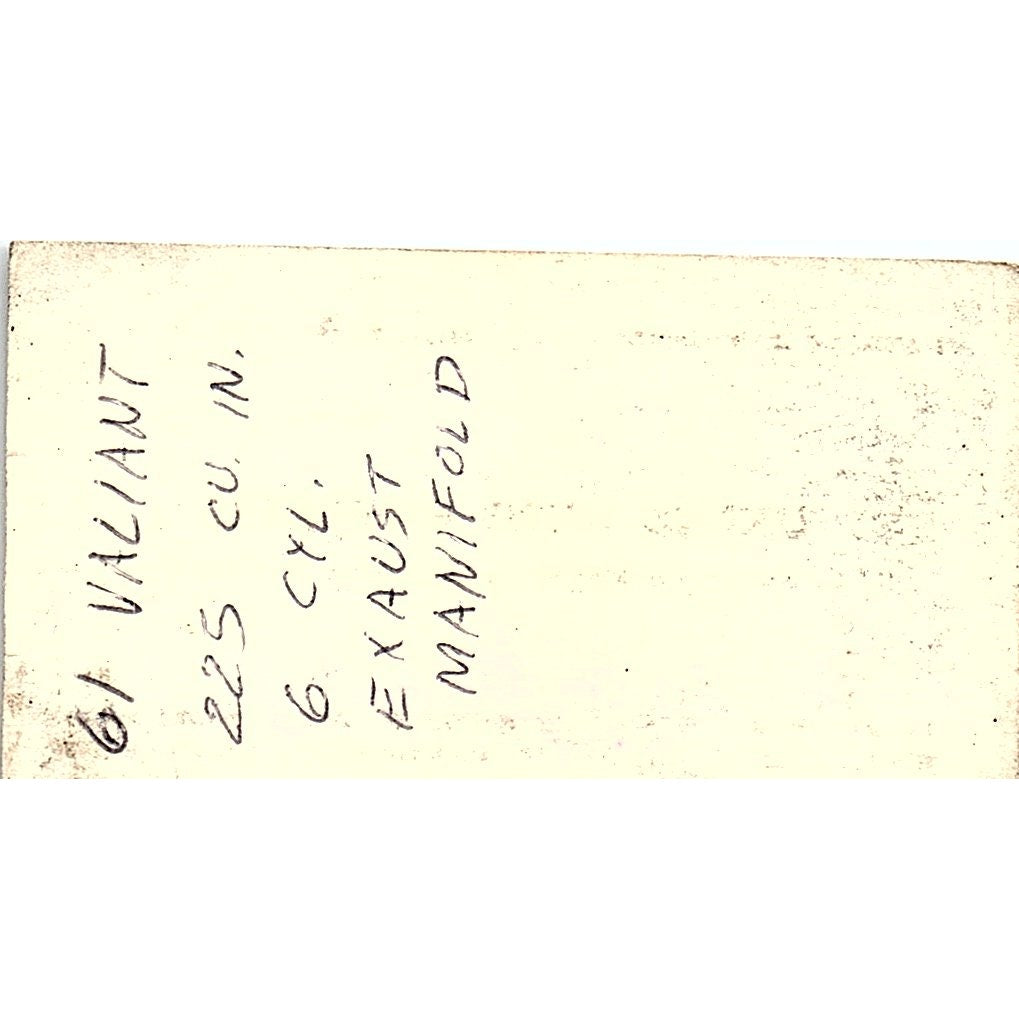 61 VALIANT
225 CU. IN.
6 CYL.
EXAUST
MANIFOLD